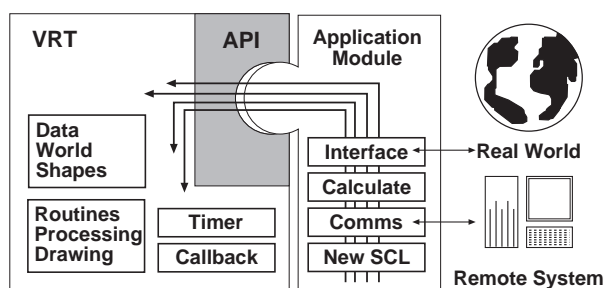 VRT
API
Application
Module
Data
World
Shapes
Interface
Real World
Calculate
Routines
Processing
Drawing
Timer
Callback
Comms
New SCL
Remote System